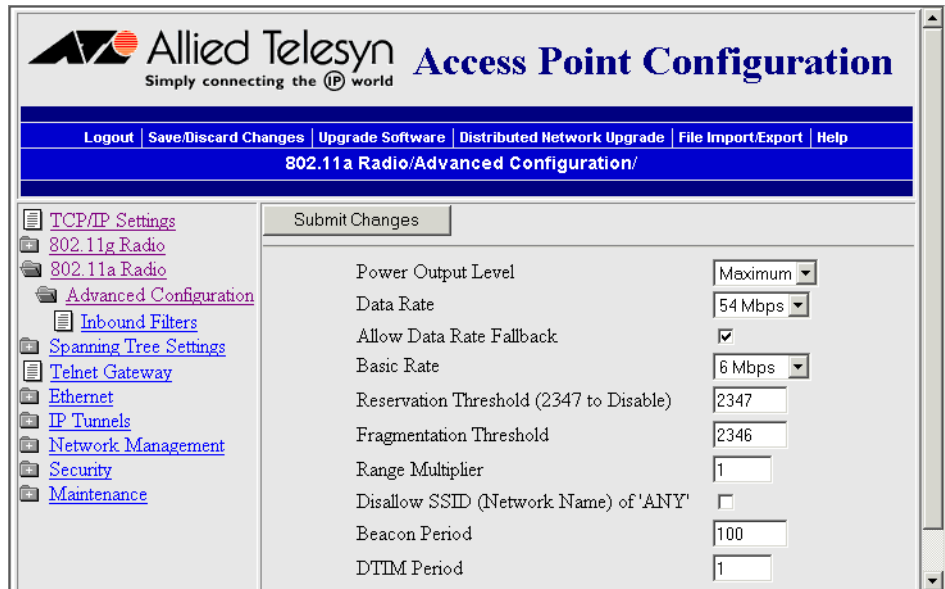 Allied Telesyn
Simply connecting the IP world
Access Point Configuration
Logout | Save/Discard Changes | Upgrade Software | Distributed Network Upgrade | File Import/Export | Help
802.11a Radio/Advanced Configuration/
TCP/IP Settings
802.11g Radio
802.11a Radio
Advanced Configuration
Inbound Filters
Spanning Tree Settings
Telnet Gateway
Ethernet
IP Tunnels
Network Management
Security
Maintenance
Submit Changes
Power Output Level Maximum
Data Rate 54 Mbps
Allow Data Rate Fallback
Basic Rate 6 Mbps
Reservation Threshold (2347 to Disable) 2347
Fragmentation Threshold 2346
Range Multiplier 1
Disallow SSID (Network Name) of 'ANY'
Beacon Period 100
DTIM Period 1